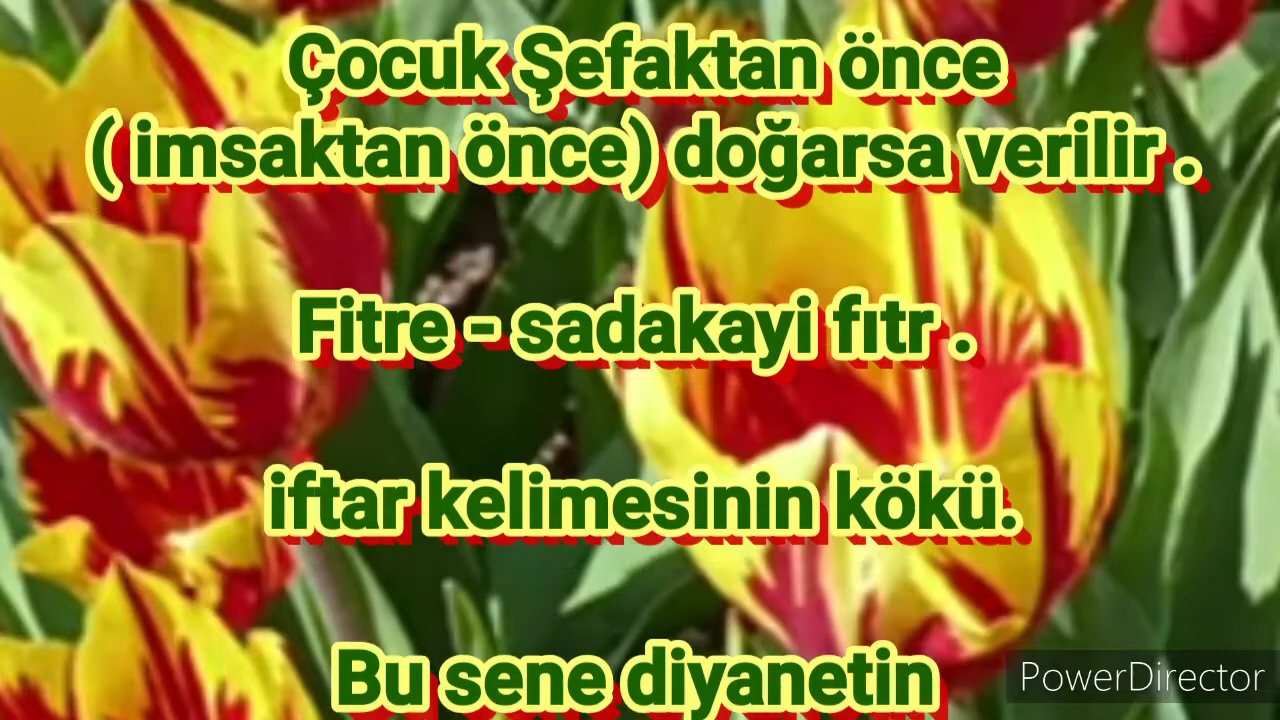 Çocuk Şefaktan önce
( imsaktan önce) doğarsa verilir .
Fitre - sadakayi fıtr .
iftar kelimesinin kökü.
Bu sene diyanetin
PowerDirector